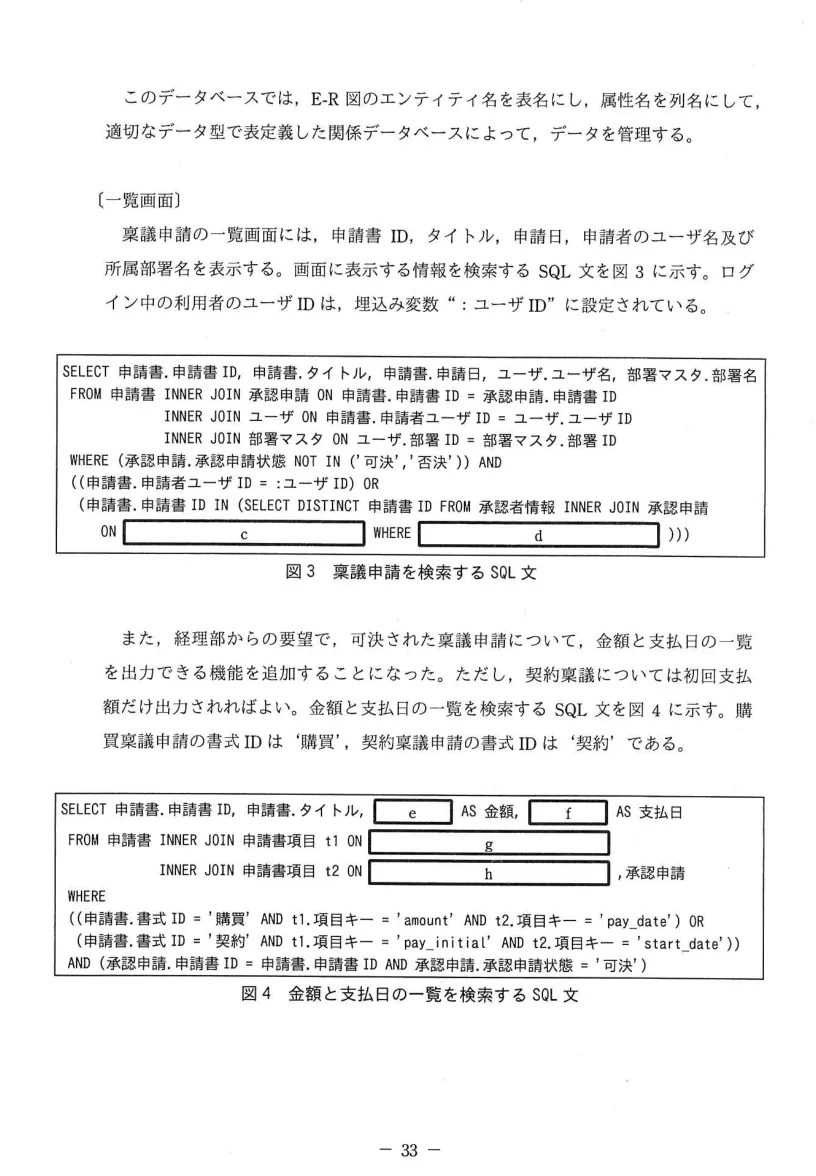 このデータベースでは，E-R 図のエンティティ名を表名にし，属性名を列名にして，
適切なデータ型で表定義した関係データベースによって，データを管理する。
〔一覧画面〕
稟議申請の一覧画面には，申請書 ID，タイトル，申請日，申請者のユーザ名及び
所属部署名を表示する。画面に表示する情報を検索する SQL 文を図 3 に示す。ログ
イン中の利用者のユーザ ID は，埋込み変数“：ユーザ ID”に設定されている。
SELECT 申請書.申請書 ID, 申請書.タイトル, 申請書.申請日, ユーザ.ユーザ名, 部署マスタ.部署名
FROM 申請書 INNER JOIN 承認申請 ON 申請書.申請書 ID = 承認申請.申請書 ID
INNER JOIN ユーザ ON 申請書.申請者ユーザ ID = ユーザ.ユーザ ID
INNER JOIN 部署マスタ ON ユーザ.部署 ID = 部署マスタ.部署 ID
WHERE (承認申請.承認申請状態 NOT IN ('可決','否決')) AND
((申請書.申請者ユーザ ID = :ユーザ ID) OR
(申請書.申請書 ID IN (SELECT DISTINCT 申請書 ID FROM 承認者情報 INNER JOIN 承認申請
ON c WHERE d )))
図 3 稟議申請を検索する SQL 文
また，経理部からの要望で，可決された稟議申請について，金額と支払日の一覧
を出力できる機能を追加することになった。ただし，契約稟議については初回支払
額だけ出力されればよい。金額と支払日の一覧を検索する SQL 文を図 4 に示す。購
買稟議申請の書式 ID は‘購買’，契約稟議申請の書式 ID は‘契約’である。
SELECT 申請書.申請書 ID, 申請書.タイトル, e AS 金額, f AS 支払日
FROM 申請書 INNER JOIN 申請書項目 t1 ON g
INNER JOIN 申請書項目 t2 ON h ,承認申請
WHERE
((申請書.書式 ID = '購買' AND t1.項目キー = 'amount' AND t2.項目キー = 'pay_date') OR
(申請書.書式 ID = '契約' AND t1.項目キー = 'pay_initial' AND t2.項目キー = 'start_date'))
AND (承認申請.申請書 ID = 申請書.申請書 ID AND 承認申請.承認申請状態 = '可決')
図 4 金額と支払日の一覧を検索する SQL 文
－ 33 －